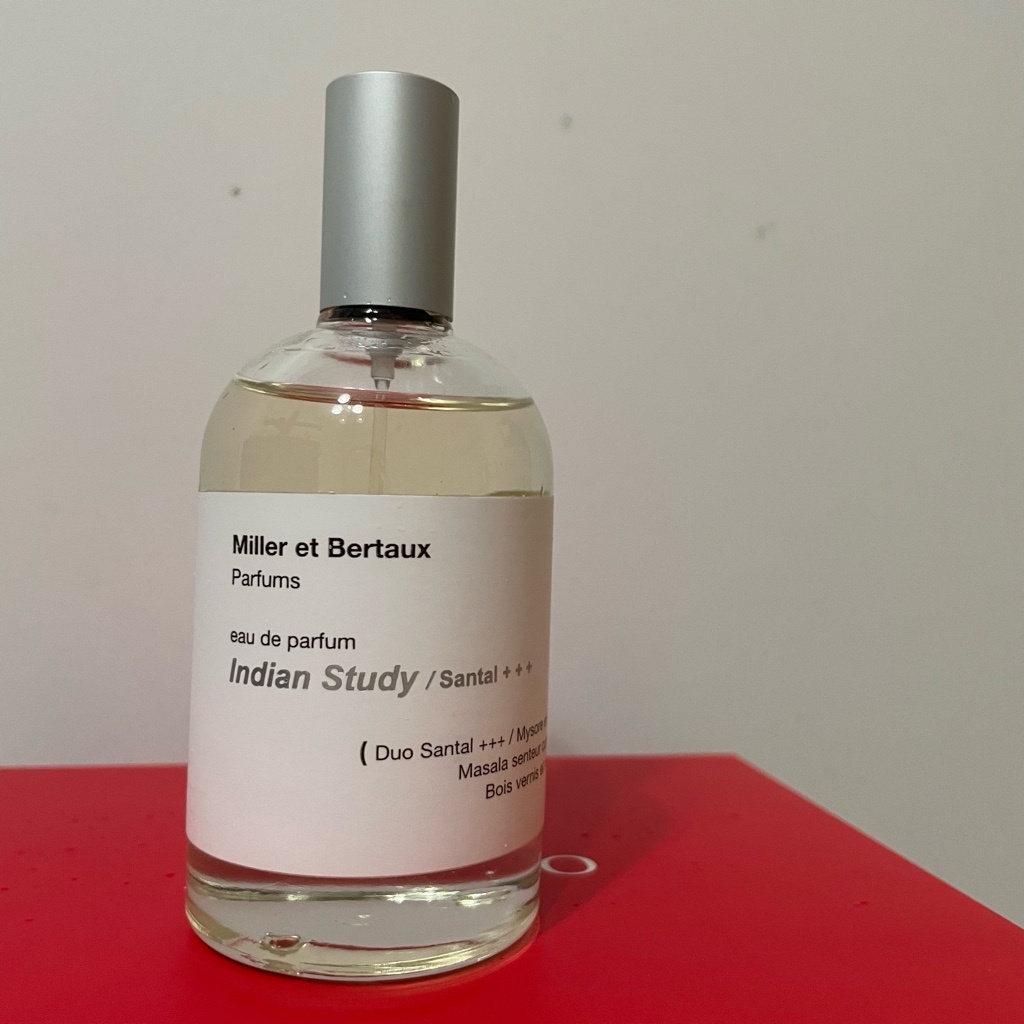 Miller et Bertaux
Parfums
eau de parfum
Indian Study / Santal +++
( Duo Santal +++ / Mysore
Masala senteur
Bois vernis
O